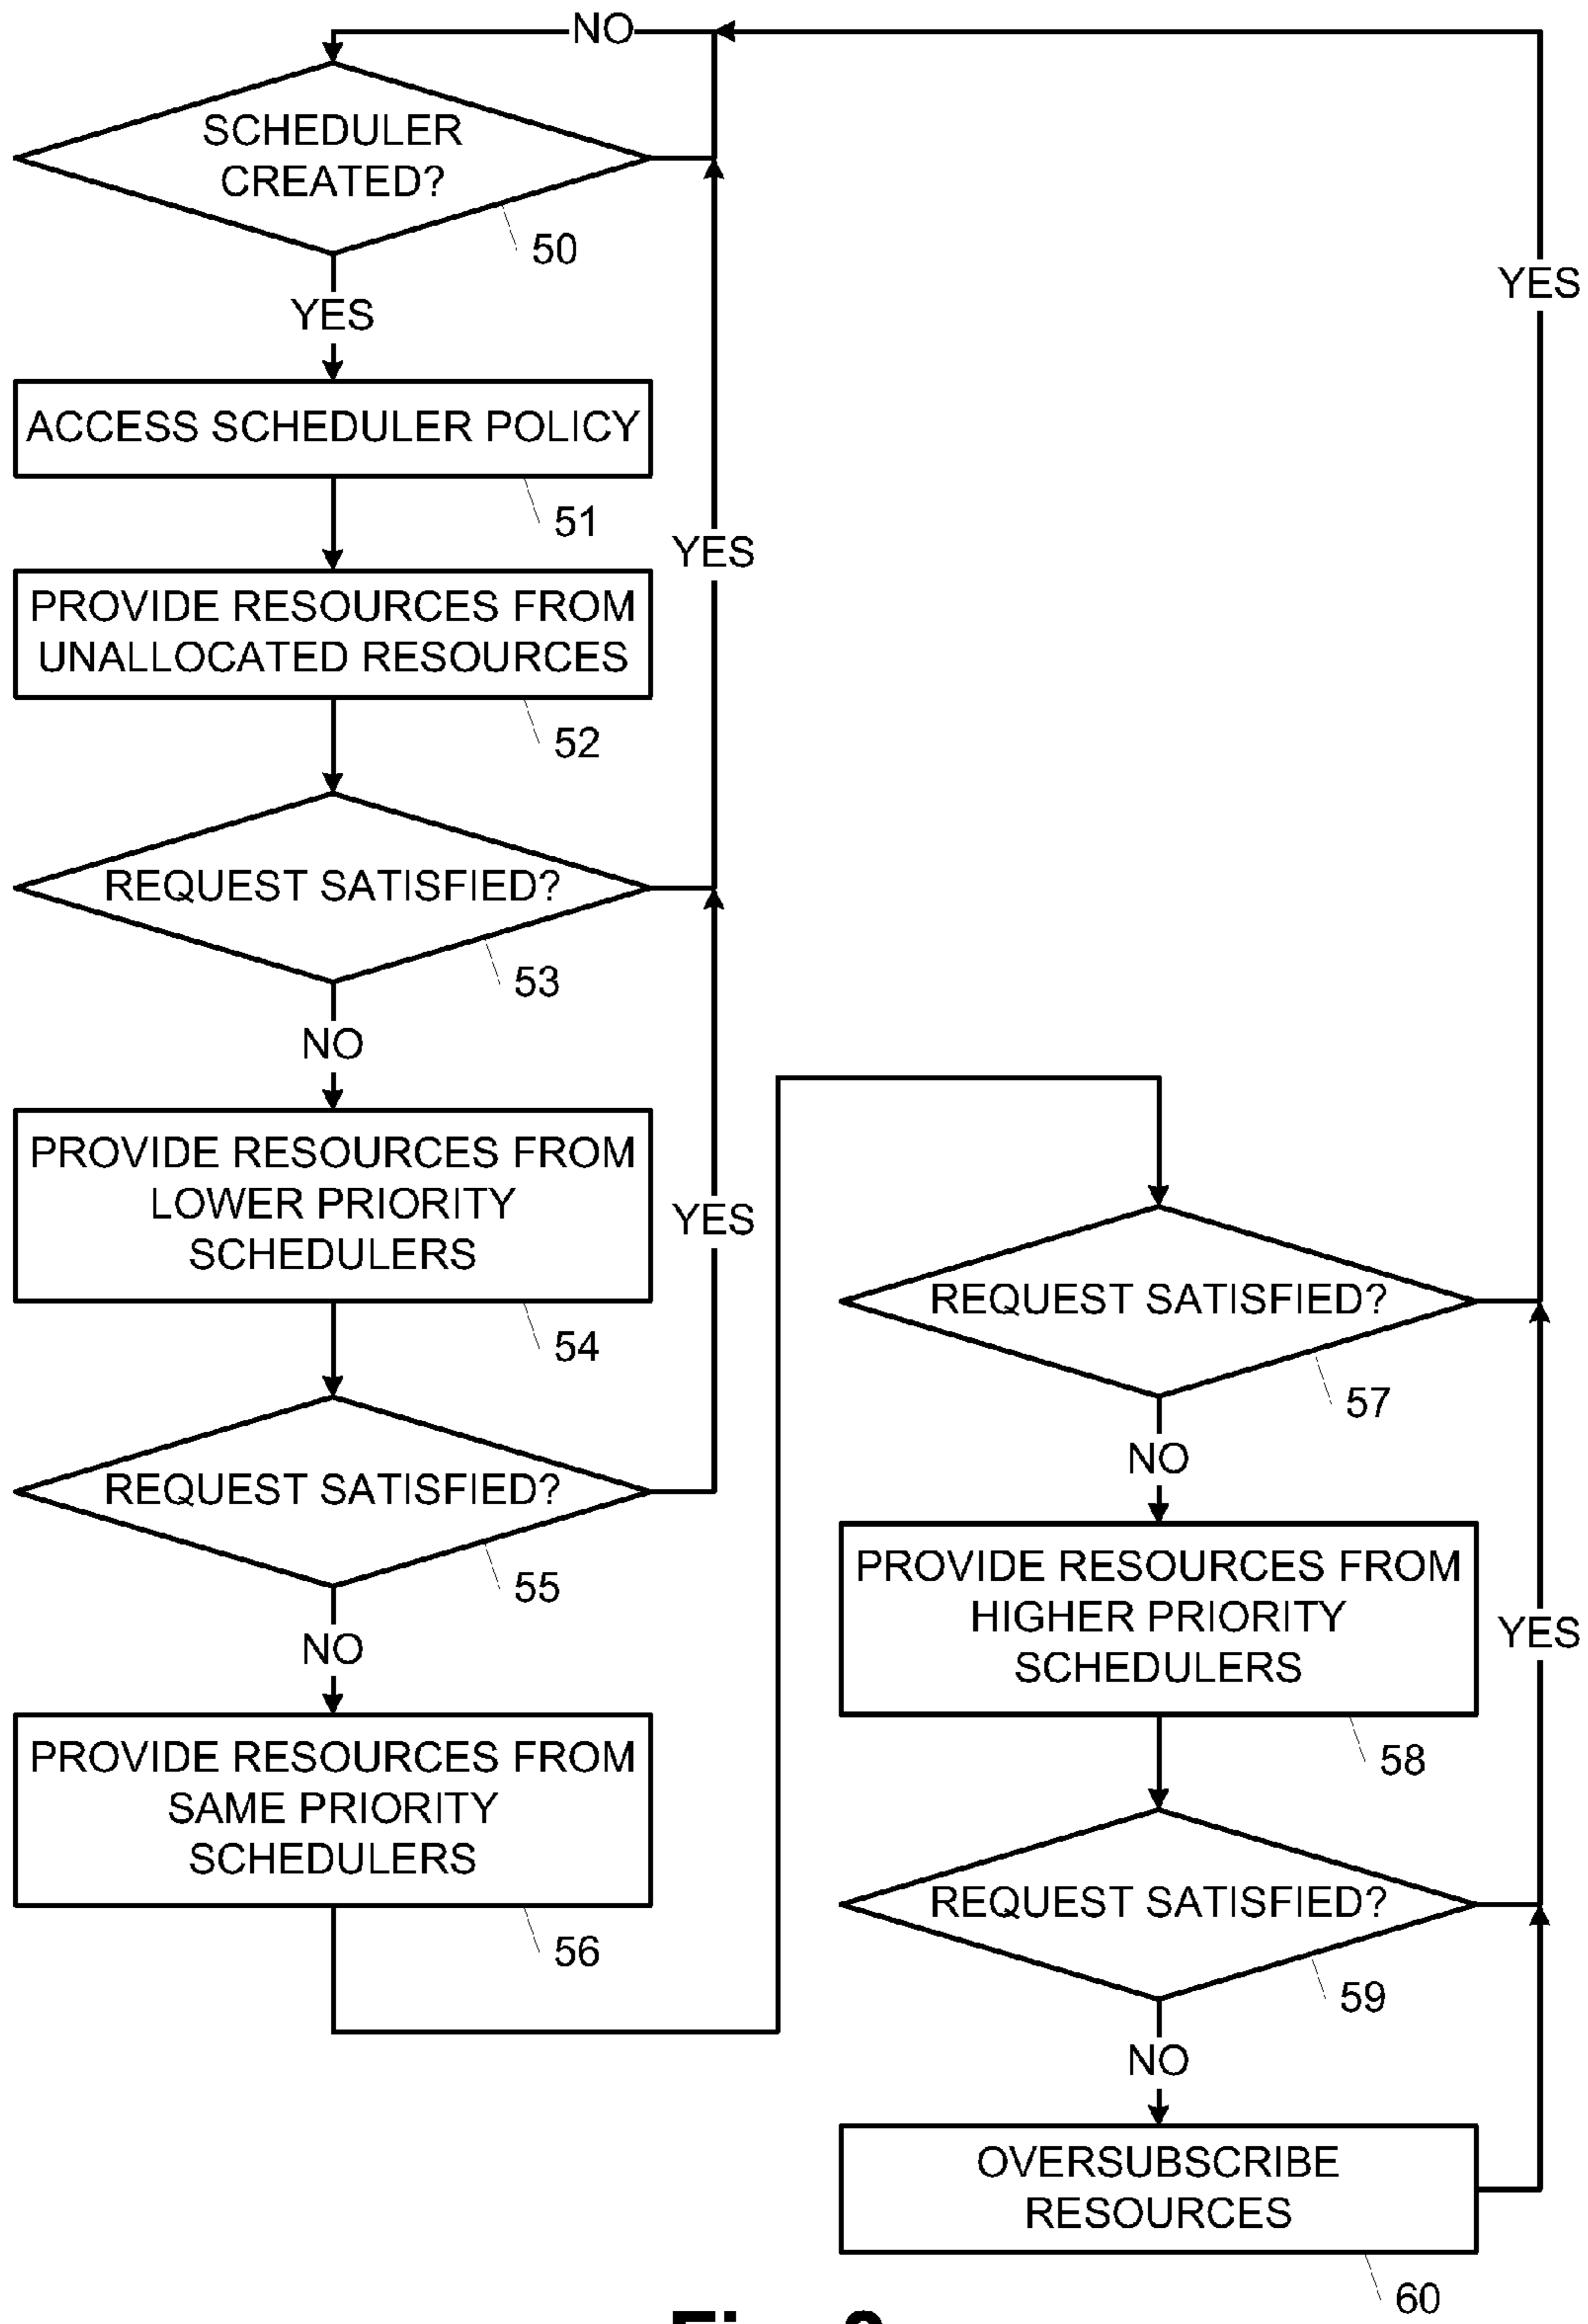 NO
SCHEDULER
CREATED?
50
YES
YES
ACCESS SCHEDULER POLICY
51
YES
PROVIDE RESOURCES FROM
UNALLOCATED RESOURCES
52
REQUEST SATISFIED?
53
NO
PROVIDE RESOURCES FROM
LOWER PRIORITY
SCHEDULERS
54
YES
REQUEST SATISFIED?
55
NO
PROVIDE RESOURCES FROM
SAME PRIORITY
SCHEDULERS
56
REQUEST SATISFIED?
57
NO
PROVIDE RESOURCES FROM
HIGHER PRIORITY
SCHEDULERS
58
YES
REQUEST SATISFIED?
59
NO
OVERSUBSCRIBE
RESOURCES
60